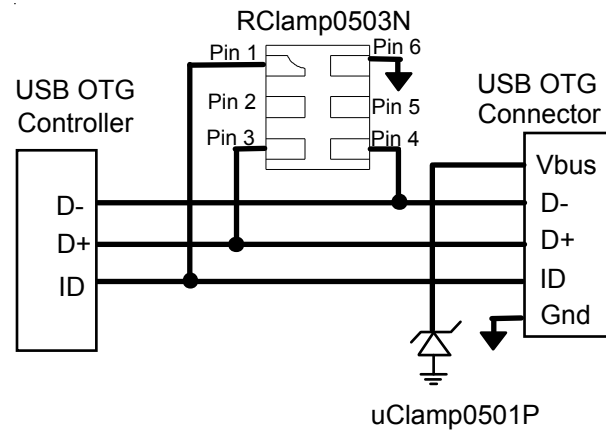 RClamp0503N
Pin 1
Pin 6
Pin 2
Pin 5
Pin 3
Pin 4
USB OTG
Controller
D-
D+
ID
USB OTG
Connector
Vbus
D-
D+
ID
Gnd
uClamp0501P